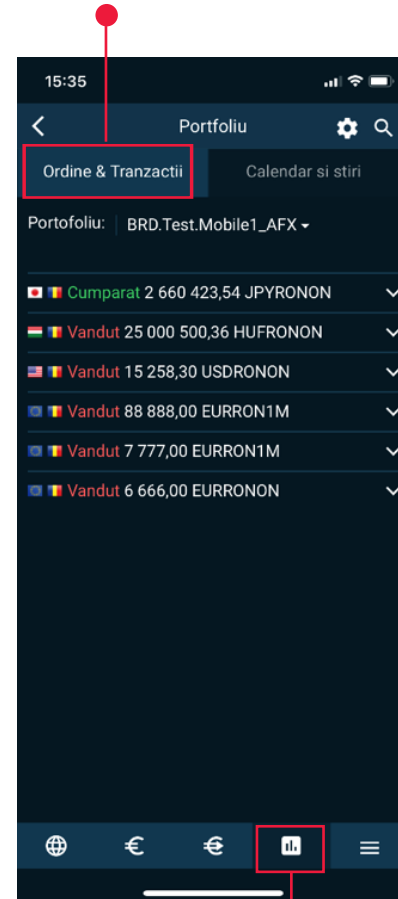 15:35
Portfoliu
Ordine & Tranzactii
Calendar si stiri
Portofoliu: BRD.Test.Mobile1_AFX
Cumparat 2 660 423,54 JPYRONON
Vandut 25 000 500,36 HUFRONON
Vandut 15 258,30 USDRONON
Vandut 88 888,00 EURRON1M
Vandut 7 777,00 EURRON1M
Vandut 6 666,00 EURRONON